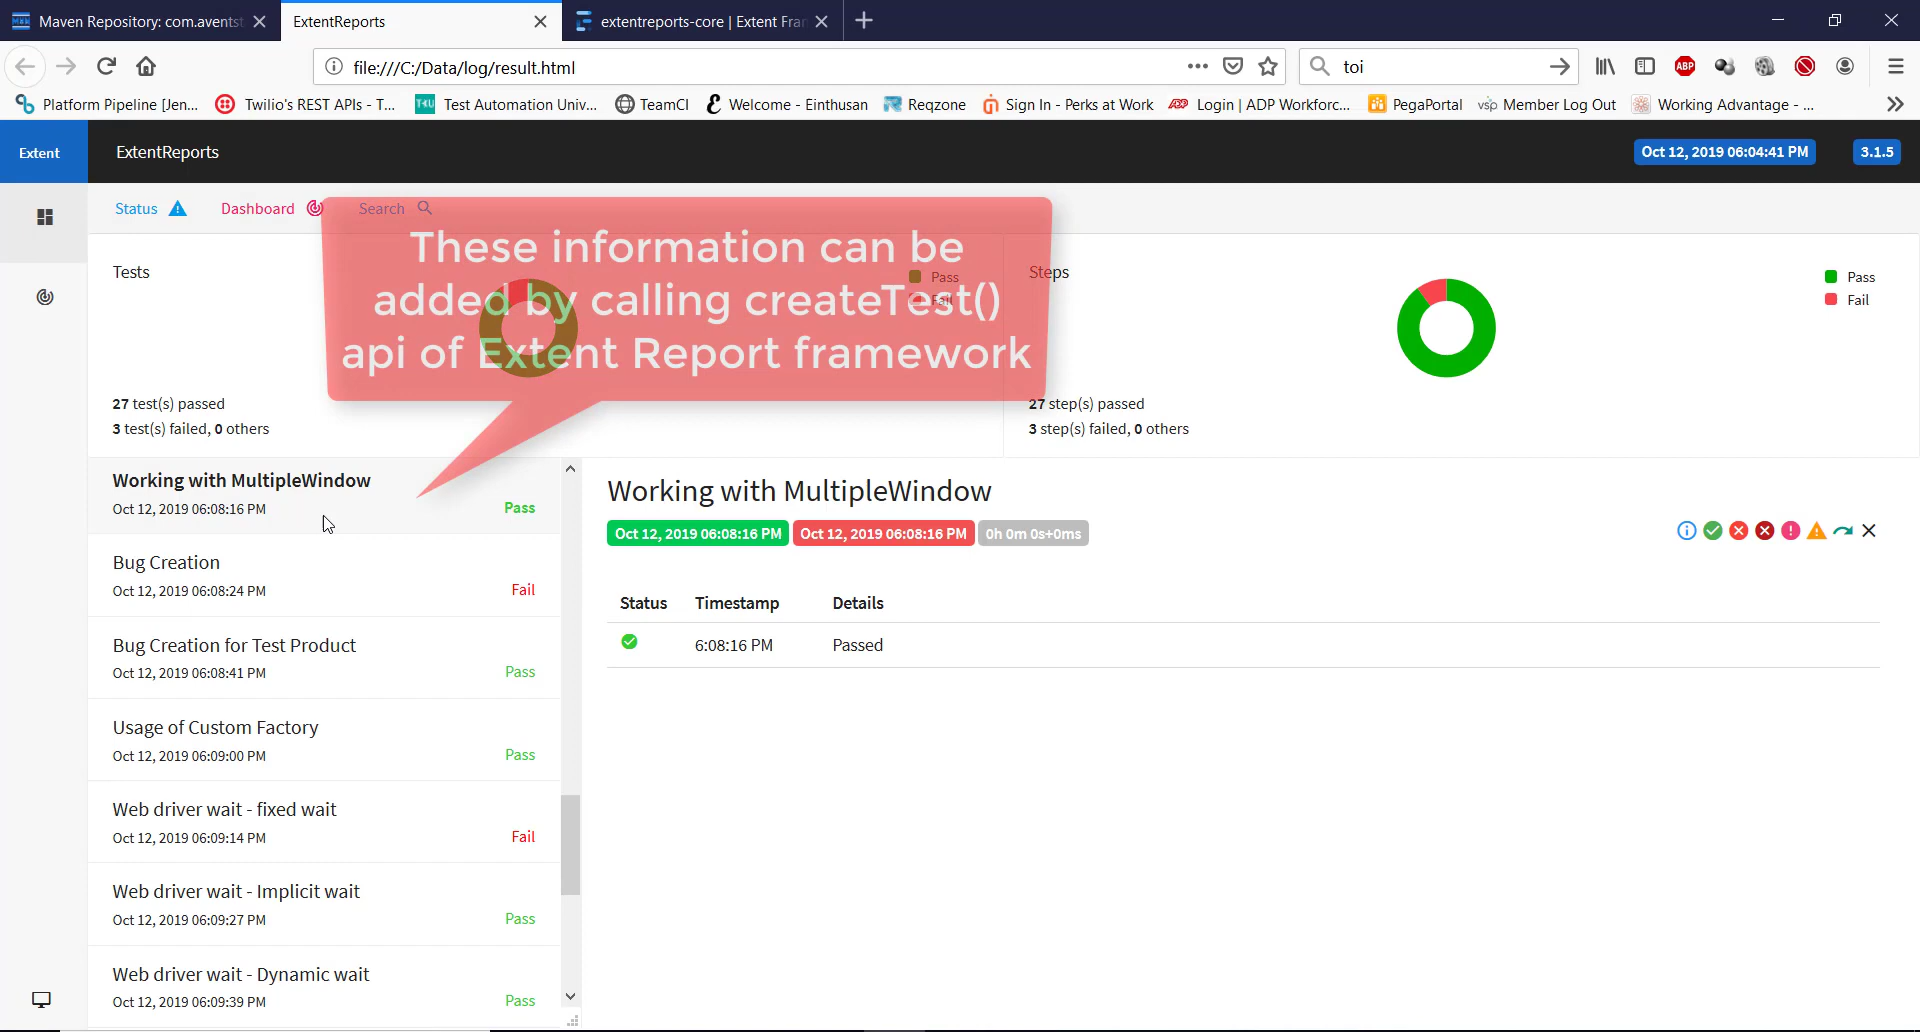 Maven Repository: com.aventst
ExtentReports
extentreports-core | Extent Fra
file:///C:/Data/log/result.html
toi
Platform Pipeline [Jen...
Twilio's REST APIs - T...
Test Automation Univ...
TeamCI
Welcome - Einthusan
Reqzone
Sign In - Perks at Work
Login | ADP Workforc...
PegaPortal
Member Log Out
Working Advantage - ...
Extent
ExtentReports
Oct 12, 2019 06:04:41 PM
3.1.5
Status
Dashboard
Search
These information can be
added by calling createTest()
api of Extent Report framework
Tests
Pass
Fail
27 test(s) passed
3 test(s) failed, 0 others
Steps
Pass
Fail
27 step(s) passed
3 step(s) failed, 0 others
Working with MultipleWindow
Oct 12, 2019 06:08:16 PM
Pass
Bug Creation
Oct 12, 2019 06:08:24 PM
Fail
Bug Creation for Test Product
Oct 12, 2019 06:08:41 PM
Pass
Usage of Custom Factory
Oct 12, 2019 06:09:00 PM
Pass
Web driver wait - fixed wait
Oct 12, 2019 06:09:14 PM
Fail
Web driver wait - Implicit wait
Oct 12, 2019 06:09:27 PM
Pass
Web driver wait - Dynamic wait
Oct 12, 2019 06:09:39 PM
Pass
Working with MultipleWindow
Oct 12, 2019 06:08:16 PM
Oct 12, 2019 06:08:16 PM
0h 0m 0s+0ms
Status
Timestamp
Details
6:08:16 PM
Passed